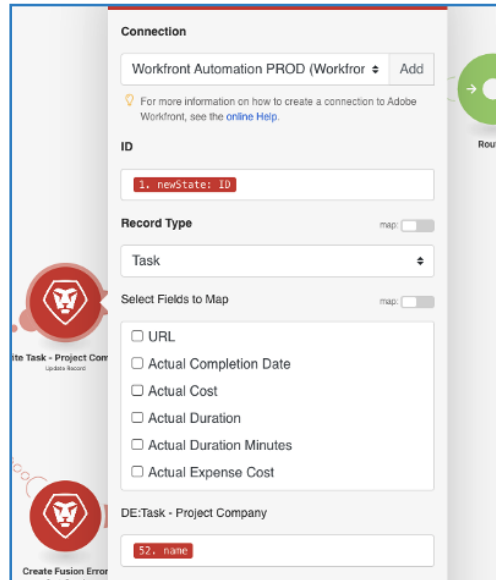 Connection
Workfront Automation PROD (Workfror
Add
For more information on how to create a connection to Adobe
Workfront, see the online Help.
ID
1. newState: ID
Record Type
map:
Task
Select Fields to Map
map:
URL
Actual Completion Date
Actual Cost
Actual Duration
Actual Duration Minutes
Actual Expense Cost
DE:Task - Project Company
52. name
ite Task - Project Com
Update Record
Create Fusion Error
Rout